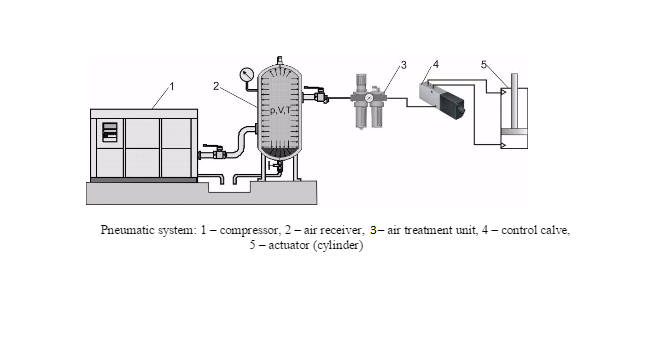 1
2
3
4
5
p,V,T
Pneumatic system: 1 – compressor, 2 – air receiver, 3– air treatment unit, 4 – control calve,
5 – actuator (cylinder)